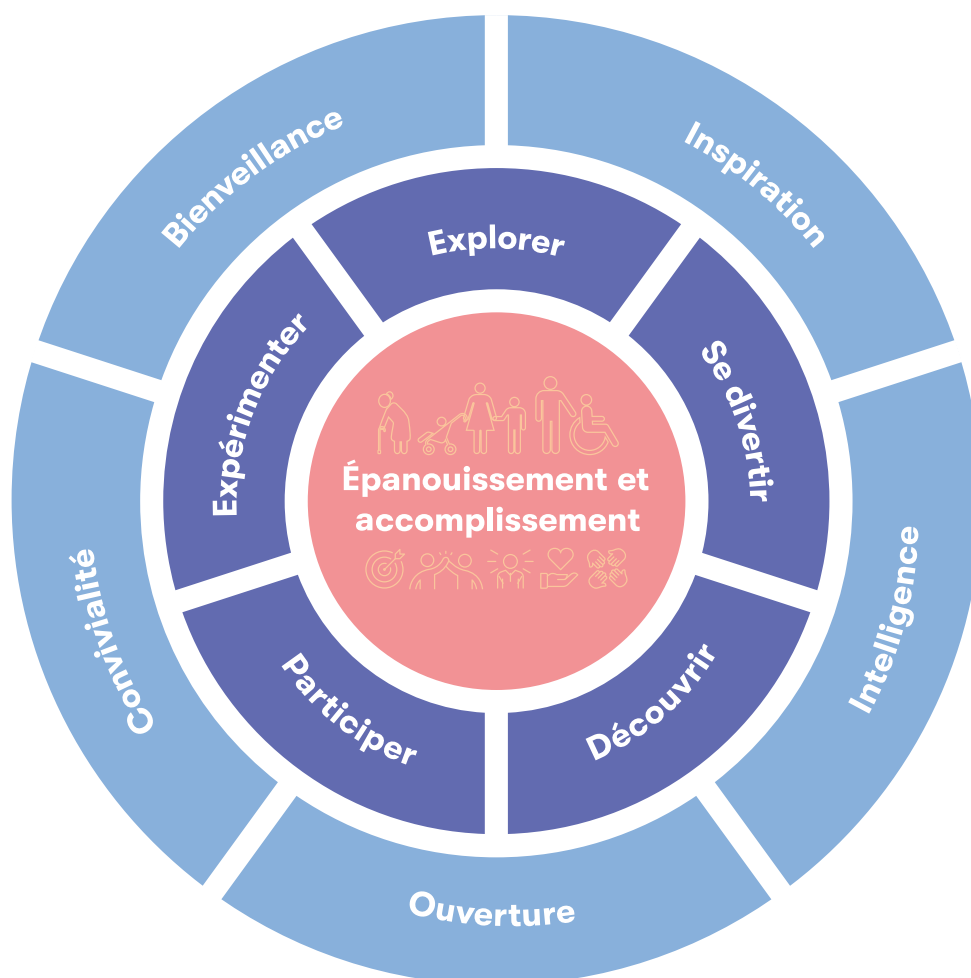 Bienveillance
Inspiration
Explorer
Expérimenter
Se divertir
Épanouissement et
accomplissement
Convivialité
Intelligence
Participer
Découvrir
Ouverture